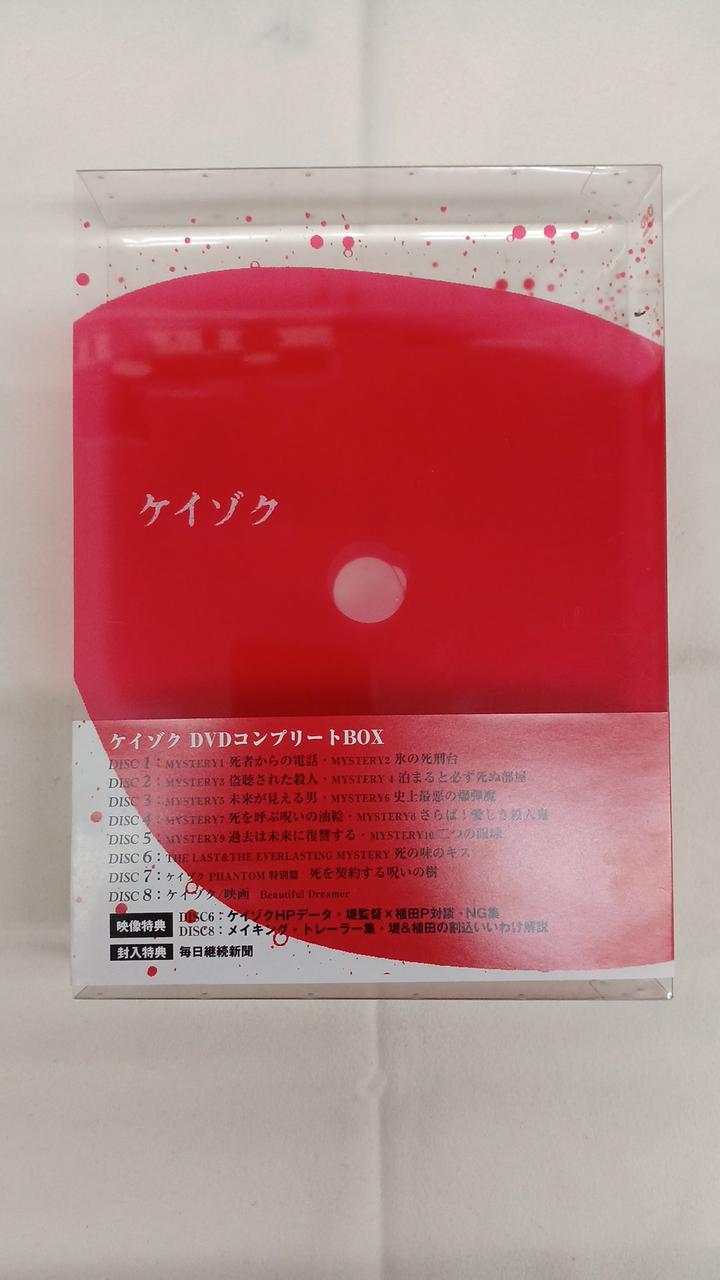 ケイゾク
ケイゾク DVDコンプリートBOX
DISC 1：MYSTERY1 死者からの電話・MYSTERY2 氷の死刑台
DISC 2：MYSTERY3 盗聴された殺人・MYSTERY 4 泊まると必ず死ぬ部屋
DISC 3：MYSTERY5 未来が見える男・MYSTERY6 史上最悪の爆弾魔
DISC 4：MYSTERY7 死を呼ぶ呪いの油絵・MYSTERY8 さらば！愛しき殺人鬼
DISC 5：MYSTERY9 過去は未来に復讐する・MYSTERY10 二つの眼球
DISC 6：THE LAST&THE EVERLASTING MYSTERY 死の味のキス
DISC 7：ケイゾク PHANTOM 特別篇 死を契約する呪いの樹
DISC 8：ケイゾク/映画 Beautiful Dreamer
映像特典 DISC6：ケイゾクHPデータ・堤監督×植田P対談・NG集
DISC8：メイキング・トレーラー集・堤&植田の割込いいわけ解説
封入特典 毎日継続新聞